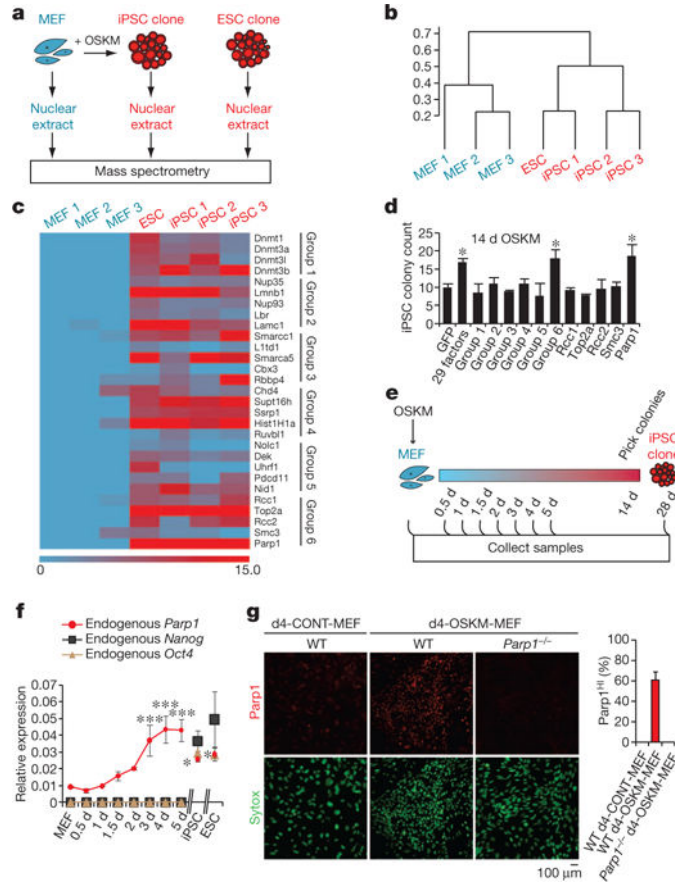 a
MEF
+ OSKM
iPSC clone
ESC clone
Nuclear extract
Nuclear extract
Nuclear extract
Mass spectrometry
b
0.7
0.6
0.5
0.4
0.3
0.2
MEF 1
MEF 2
MEF 3
ESC
iPSC 1
iPSC 2
iPSC 3
c
MEF 1
MEF 2
MEF 3
ESC
iPSC 1
iPSC 2
iPSC 3
Dnmt1
Dnmt3a
Dnmt3l
Dnmt3b
Nup35
Lmnb1
Nup93
Lbr
Lamc1
Smarcc1
L1td1
Smarca5
Cbx3
Rbbp4
Chd4
Supt16h
Ssrp1
Hist1H1a
Ruvbl1
Nolc1
Dek
Uhrf1
Pdcd11
Nid1
Rcc1
Top2a
Rcc2
Smc3
Parp1
Group 1
Group 2
Group 3
Group 4
Group 5
Group 6
0
15.0
d
14 d OSKM
iPSC colony count
25
20
15
10
5
0
*
*
*
GFP
29 factors
Group 1
Group 2
Group 3
Group 4
Group 5
Group 6
Rcc1
Top2a
Rcc2
Smc3
Parp1
e
OSKM
MEF
Pick colonies
iPSC clone
0.5 d
1 d
1.5 d
2 d
3 d
4 d
5 d
14 d
28 d
Collect samples
f
Endogenous Parp1
Endogenous Nanog
Endogenous Oct4
Relative expression
0.07
0.06
0.05
0.04
0.03
0.02
0.01
0
***
***
***
*
*
MEF
0.5 d
1 d
1.5 d
2 d
3 d
4 d
5 d
iPSC
ESC
g
d4-CONT-MEF
d4-OSKM-MEF
WT
WT
Parp1–/–
Parp1
Sytox
100 μm
Parp1HI (%)
100
80
60
40
20
0
WT d4-CONT-MEF
WT d4-OSKM-MEF
Parp1–/– d4-OSKM-MEF